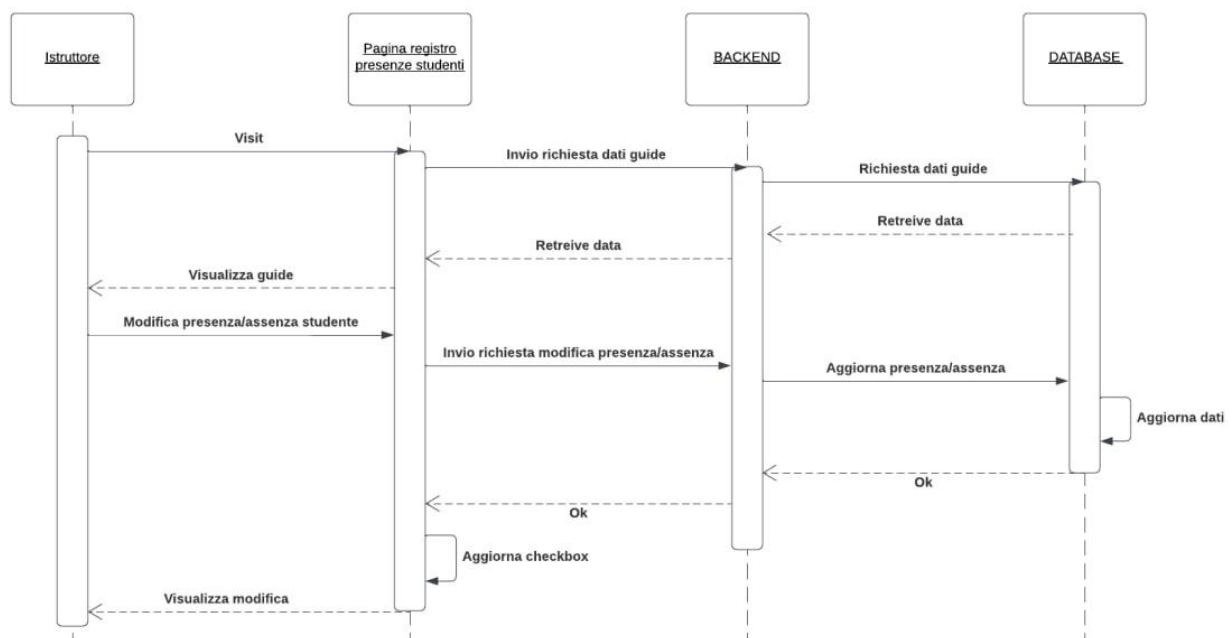 Istruttore
Pagina registro
presenze studenti
BACKEND
DATABASE
Visit
Invio richiesta dati guide
Richiesta dati guide
Retreive data
Retreive data
Visualizza guide
Modifica presenza/assenza studente
Invio richiesta modifica presenza/assenza
Aggiorna presenza/assenza
Aggiorna dati
Ok
Ok
Aggiorna checkbox
Visualizza modifica